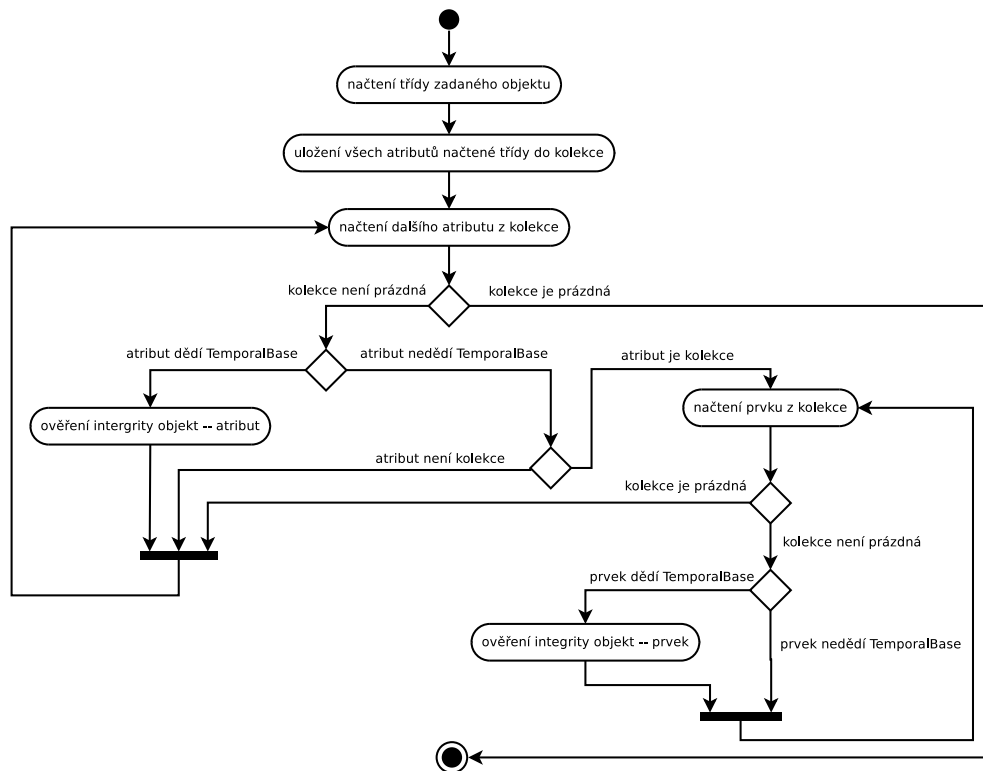 načtení třídy zadaného objektu
uložení všech atributů načtené třídy do kolekce
načtení dalšího atributu z kolekce
kolekce není prázdná
kolekce je prázdná
atribut dědí TemporalBase
atribut nedědí TemporalBase
atribut je kolekce
načtení prvku z kolekce
ověření intergrity objekt -- atribut
atribut není kolekce
kolekce je prázdná
kolekce není prázdná
prvek dědí TemporalBase
ověření integrity objekt -- prvek
prvek nedědí TemporalBase